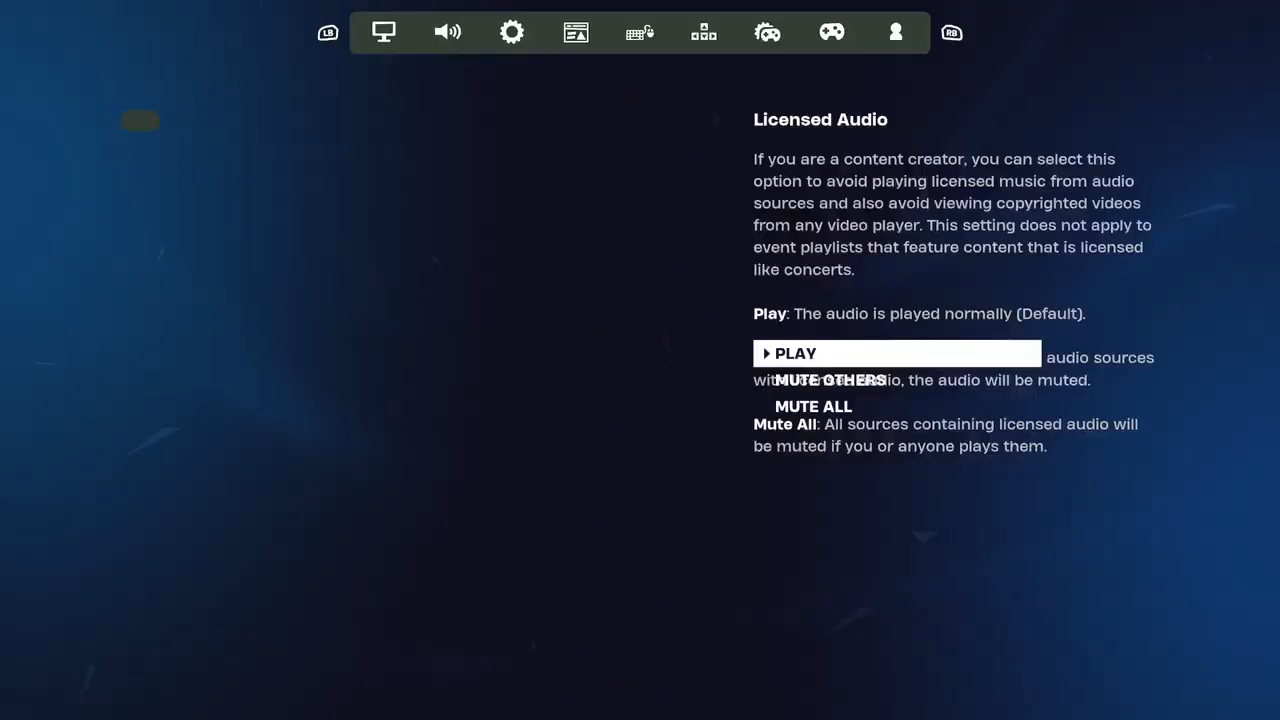 LB
RB
Licensed Audio
If you are a content creator, you can select this
option to avoid playing licensed music from audio
sources and also avoid viewing copyrighted videos
from any video player. This setting does not apply to
event playlists that feature content that is licensed
like concerts.
Play: The audio is played normally (Default).
PLAY
audio sources
MUTE OTHERS
with licensed audio, the audio will be muted.
MUTE ALL
Mute All: All sources containing licensed audio will
be muted if you or anyone plays them.